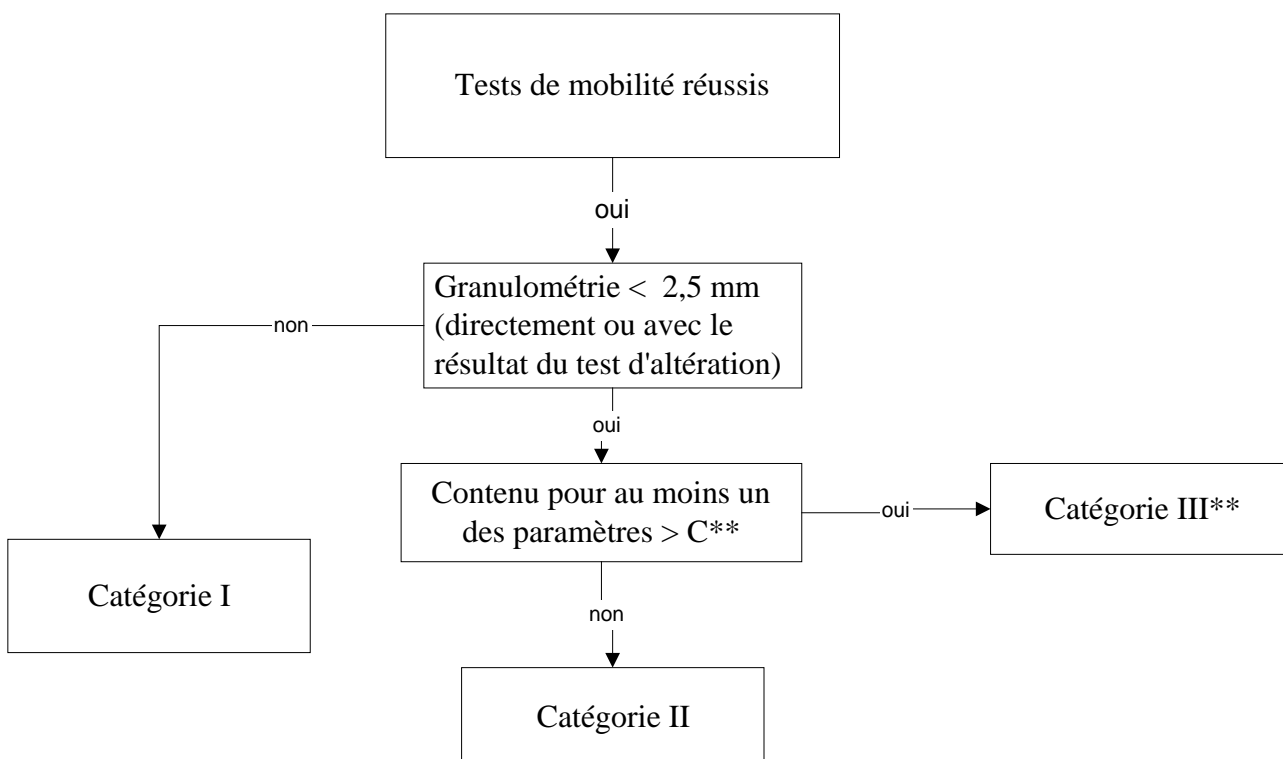 Tests de mobilité réussis
oui
Granulométrie < 2,5 mm
(directement ou avec le
résultat du test d'altération)
non
oui
Contenu pour au moins un
des paramètres > C**
oui
Catégorie III**
Catégorie I
non
Catégorie II